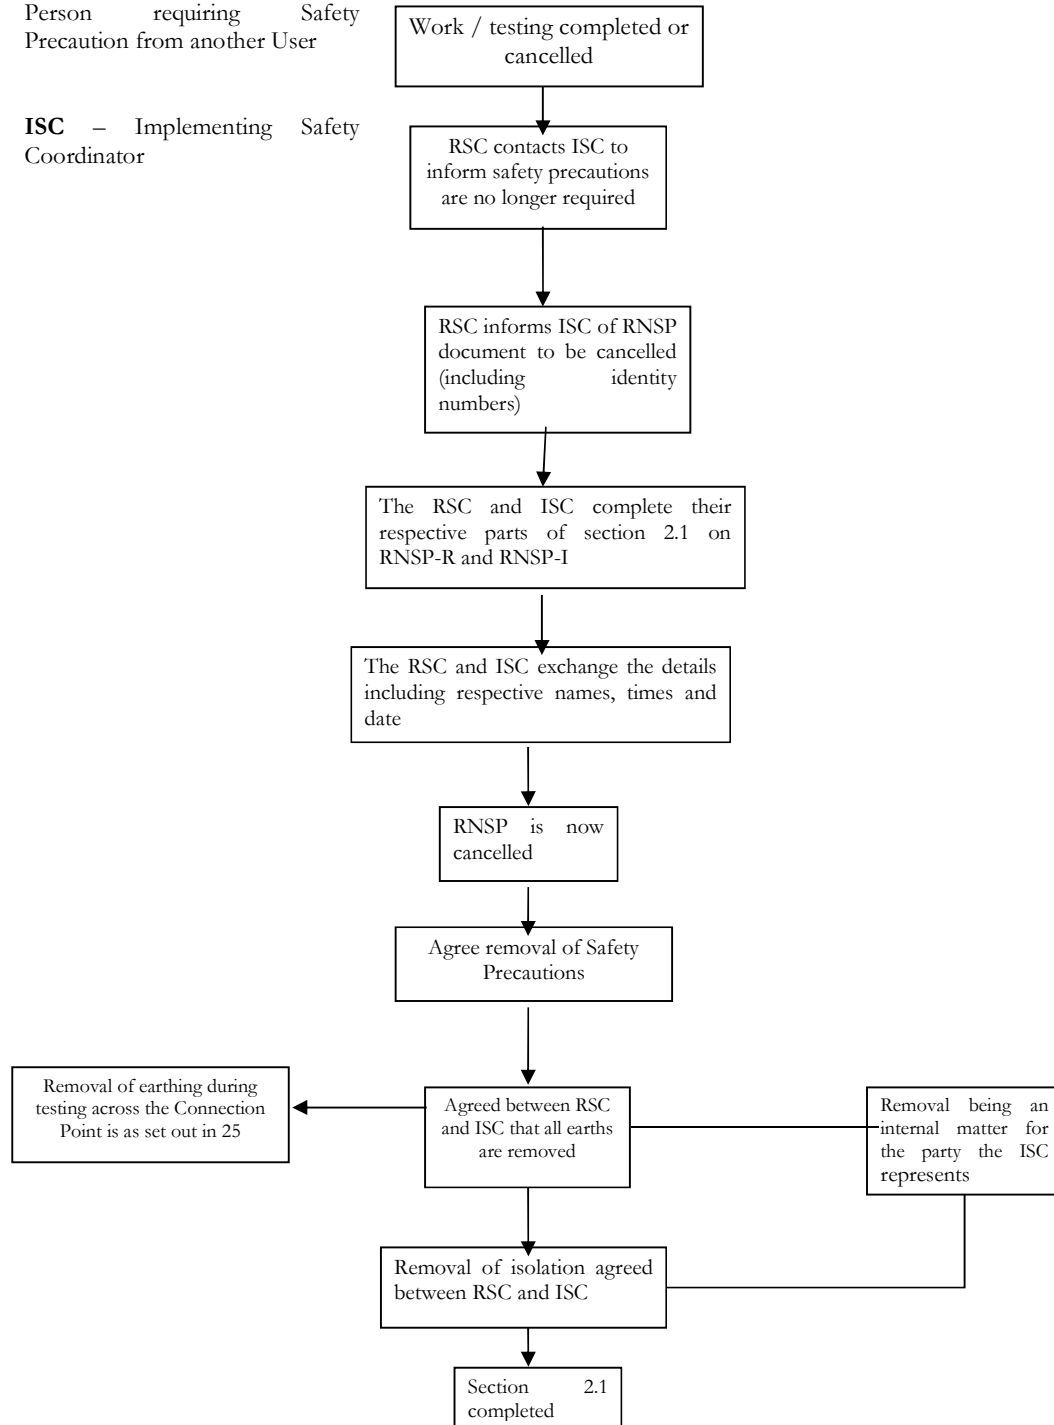 Person requiring Safety
Precaution from another User
ISC – Implementing Safety
Coordinator
Work / testing completed or
cancelled
RSC contacts ISC to
inform safety precautions
are no longer required
RSC informs ISC of RNSP
document to be cancelled
(including identity
numbers)
The RSC and ISC complete their
respective parts of section 2.1 on
RNSP-R and RNSP-I
The RSC and ISC exchange the details
including respective names, times and
date
RNSP is now
cancelled
Agree removal of Safety
Precautions
Removal of earthing during
testing across the Connection
Point is as set out in 25
Agreed between RSC
and ISC that all earths
are removed
Removal being an
internal matter for
the party the ISC
represents
Removal of isolation agreed
between RSC and ISC
Section 2.1
completed